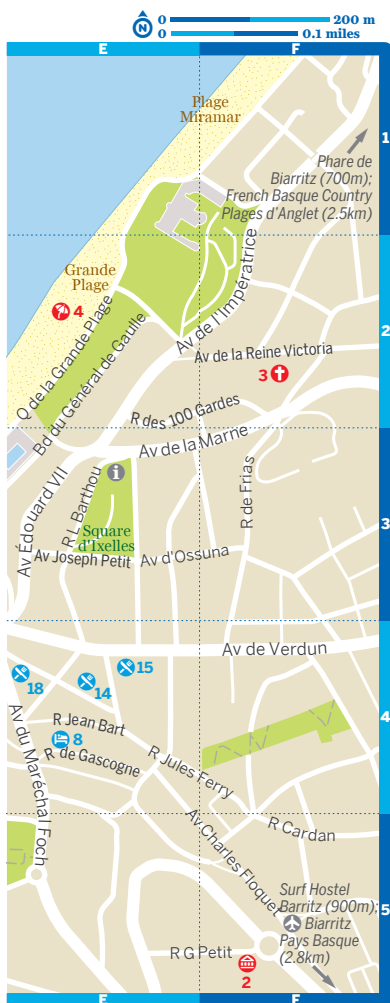 0 200 m
N
0 0.1 miles
E F
Plage
Miramar
1
Phare de
Biarritz (700m);
French Basque Country
Plages d'Anglet (2.5km)
Grande
Plage
4
Q de la Grande Plage
Bd du Général de Gaulle
Av de l'Impératrice
2
Av de la Reine Victoria
3
R des 100 Gardes
Av de la Marne
Av Edouard VII
R L Barthou
i
R de Frias
3
Square
d'Ixelles
Av Joseph Petit
Av d'Ossuna
Av de Verdun
15
18
14
4
R Jean Bart
8
R de Gascogne
Av du Maréchal Foch
R Jules Ferry
R Cardan
Av Charles Floquet
Surf Hostel
Barritz (900m);
Biarritz
Pays Basque
(2.8km)
5
R G Petit
2
E F